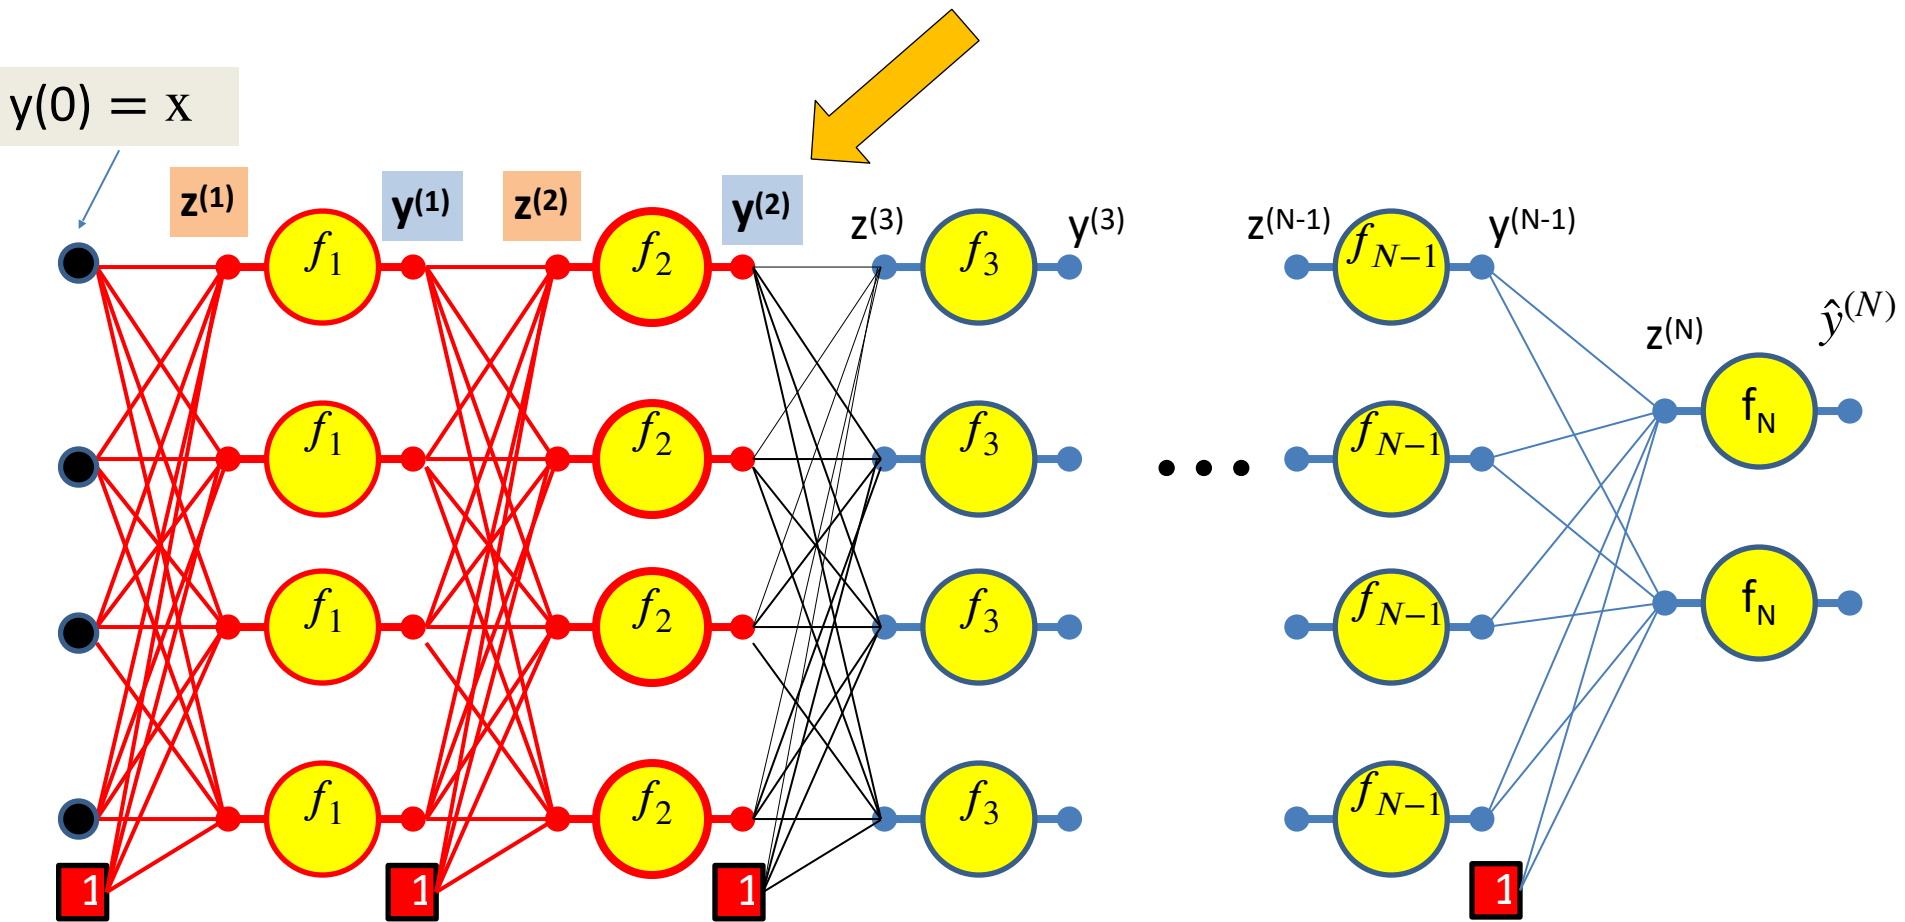 y(0) = x
z(1) y(1) z(2) y(2) z(3) y(3) z(N-1) y(N-1)
f1 f2 f3 fN−1
z(N) ŷ(N)
fN
f1 f2 f3 • • • fN−1
fN
f1 f2 f3 fN−1
f1 f2 f3 fN−1
1 1 1 1